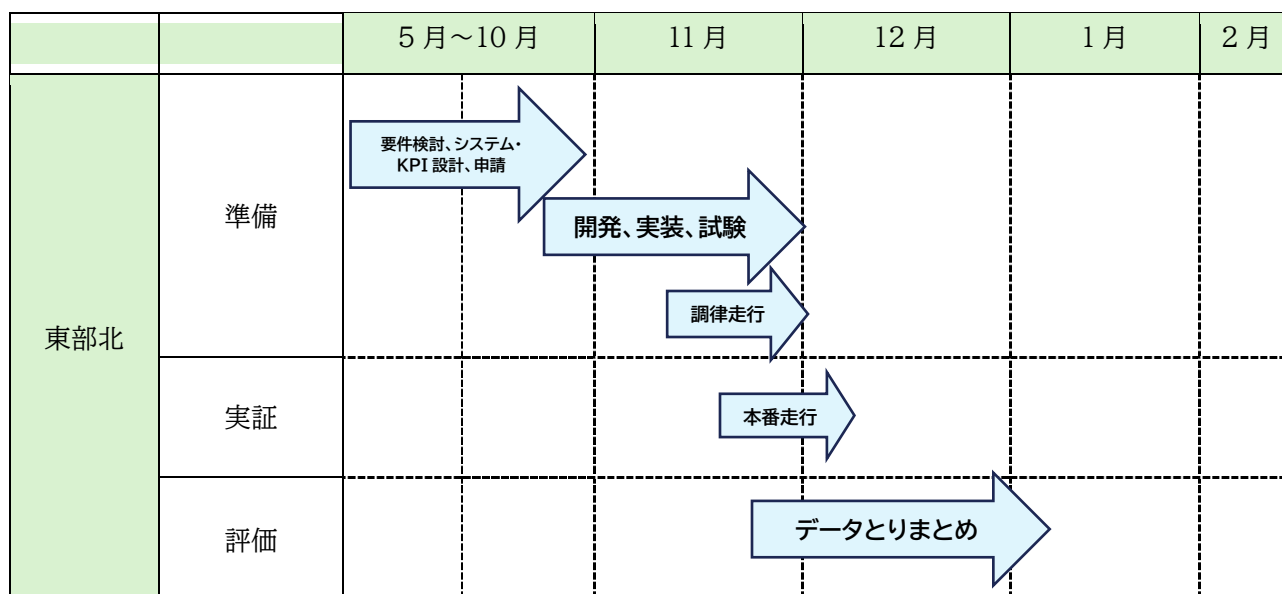 5月～10月
11月
12月
1月
2月
東部北
準備
要件検討、システム・
KPI設計、申請
開発、実装、試験
調律走行
実証
本番走行
評価
データとりまとめ